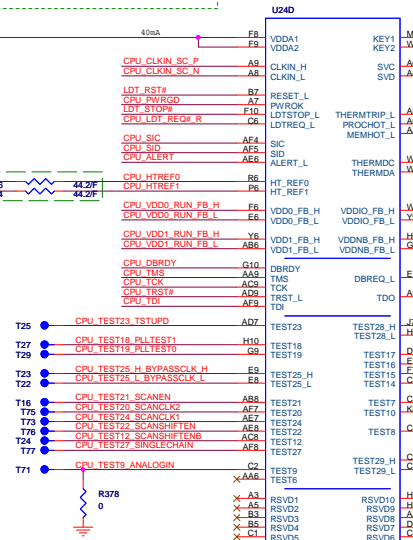 U24D
40mA F8 VDDA1 KEY1
F9 VDDA2 KEY2
CPU_CLKIN_SC_P A9 CLKIN_H SVC
CPU_CLKIN_SC_N A8 CLKIN_L SVD
LDT_RST# B7 RESET_L
CPU_PWRGD A7 PWROK
LDT_STOP# F10 LDTSTOP_L THERMTRIP_L
CPU_LDT_REQ#_R C6 LDTREQ_L PROCHOT_L
MEMHOT_L
CPU_SIC AF4 SIC
CPU_SID AF5 SID
CPU_ALERT AE6 ALERT_L THERMDC
THERMDA
44.2/F CPU_HTREF0 R6 HT_REF0
44.2/F CPU_HTREF1 P6 HT_REF1
CPU_VDD0_RUN_FB_H F6 VDD0_FB_H VDDIO_FB_H
CPU_VDD0_RUN_FB_L E6 VDD0_FB_L VDDIO_FB_L
CPU_VDD1_RUN_FB_H Y6 VDD1_FB_H VDDNB_FB_H
CPU_VDD1_RUN_FB_L AB6 VDD1_FB_L VDDNB_FB_L
CPU_DBRDY G10 DBRDY
CPU_TMS AA9 TMS DBREQ_L
CPU_TCK AC9 TCK
CPU_TRST# AD9 TRST_L TDO
CPU_TDI AF9 TDI
T25 CPU_TEST23_TSTUPD AD7 TEST23 TEST28_H
TEST28_L
T27 CPU_TEST18_PLLTEST1 H10 TEST18
T29 CPU_TEST19_PLLTEST0 G9 TEST19 TEST17
TEST16
T23 CPU_TEST25_H_BYPASSCLK_H E9 TEST25_H TEST15
T22 CPU_TEST25_L_BYPASSCLK_L E8 TEST25_L TEST14
T16 CPU_TEST21_SCANEN AB8 TEST21 TEST7
T75 CPU_TEST20_SCANCLK2 AF7 TEST20 TEST10
T73 CPU_TEST24_SCANCLK1 AE7 TEST24
T76 CPU_TEST22_SCANSHIFTEN AE8 TEST22 TEST8
T24 CPU_TEST12_SCANSHIFTENB AC8 TEST12
T77 CPU_TEST27_SINGLECHAIN AF8 TEST27
TEST29_H
T71 CPU_TEST9_ANALOGIN C2 TEST9 TEST29_L
AA6 TEST6
R378
0
A3 RSVD1 RSVD10
A5 RSVD2 RSVD9
B3 RSVD3 RSVD8
B5 RSVD4 RSVD7
C1 RSVD5 RSVD6